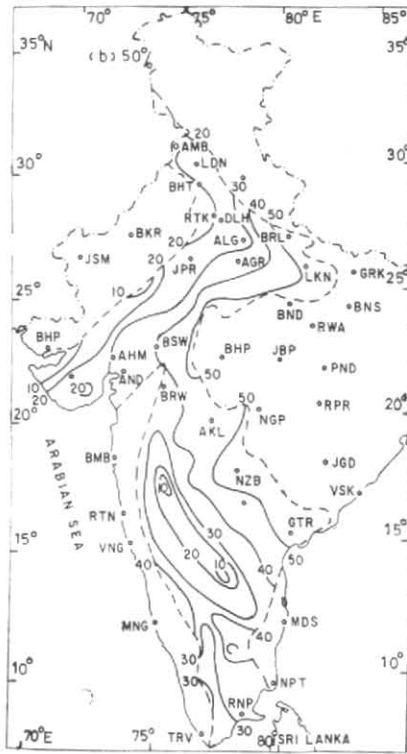 70° 80°E 86°
(b) 50°
35°N
20
AMB
LDN
30°
30
BHT
40
RTK DLH 50
BKR 20 ALG BRL
JSM 20 JPR AGR LKN GRK
25°
10 BND BNS
RWA
BHP BSW BHP JBP
AHM PND
10 AND 50
20 20 BRW
20° 50 NGP RPR 20°
AKL
ARABIAN SEA
BMB JGD
NZB VSK
10
RTN 30 GTR
20
15° VNG 10 50 15°
40 40
MNG MDS
40
30
10° 30 NPT 10°
RNP
TRV 30 SRI LANKA
70°E 75° 80° 85°